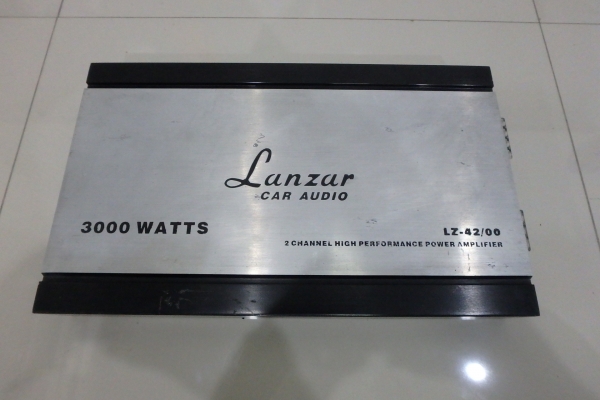 Lanzar
CAR AUDIO
3000 WATTS
LZ-42/00
2 CHANNEL HIGH PERFORMANCE POWER AMPLIFIER